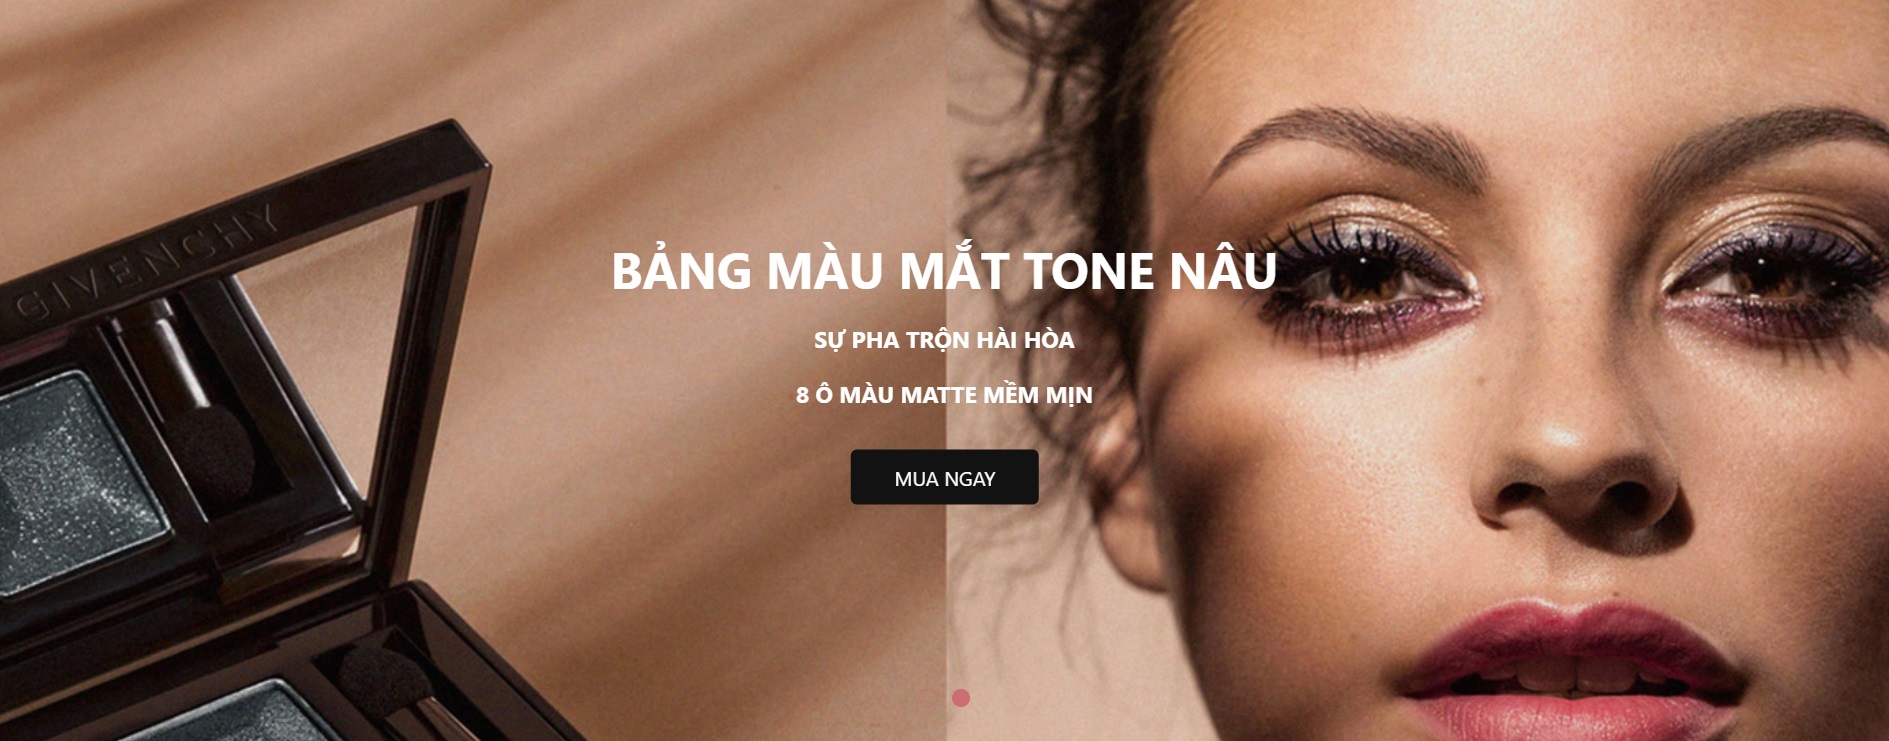 GIVENCHY
BẢNG MÀU MẮT TONE NÂU
SỰ PHA TRỘN HÀI HÒA
8 Ô MÀU MATTE MỀM MỊN
MUA NGAY